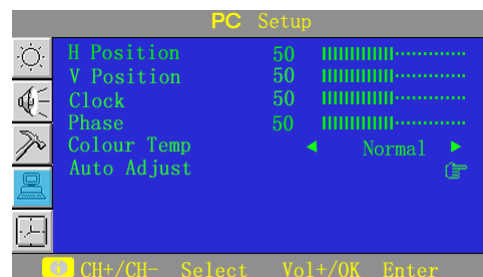 PC Setup
H Position 50
V Position 50
Clock 50
Phase 50
Colour Temp Normal
Auto Adjust
CH+/CH- Select Vol+/OK Enter